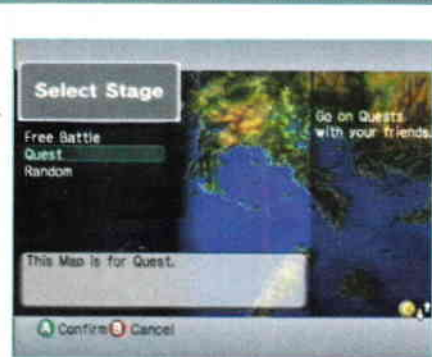 Select Stage
Free Battle
Quest
Random
Go on Quests
with your friends.
This Map is for Quest.
A Confirm B Cancel
C